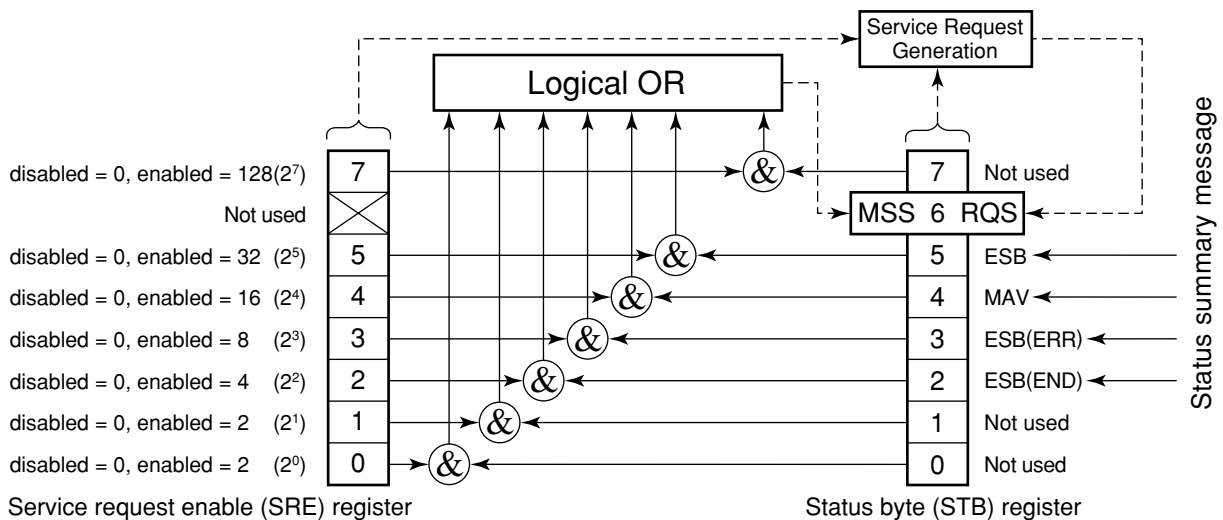 Service Request
Generation
Logical OR
disabled = 0, enabled = 128(2⁷) 7 & 7 Not used
Not used MSS 6 RQS
disabled = 0, enabled = 32 (2⁵) 5 & 5 ESB
disabled = 0, enabled = 16 (2⁴) 4 & 4 MAV
disabled = 0, enabled = 8 (2³) 3 & 3 ESB(ERR)
disabled = 0, enabled = 4 (2²) 2 & 2 ESB(END)
disabled = 0, enabled = 2 (2¹) 1 & 1 Not used
disabled = 0, enabled = 2 (2⁰) 0 & 0 Not used
Service request enable (SRE) register
Status byte (STB) register
Status summary message